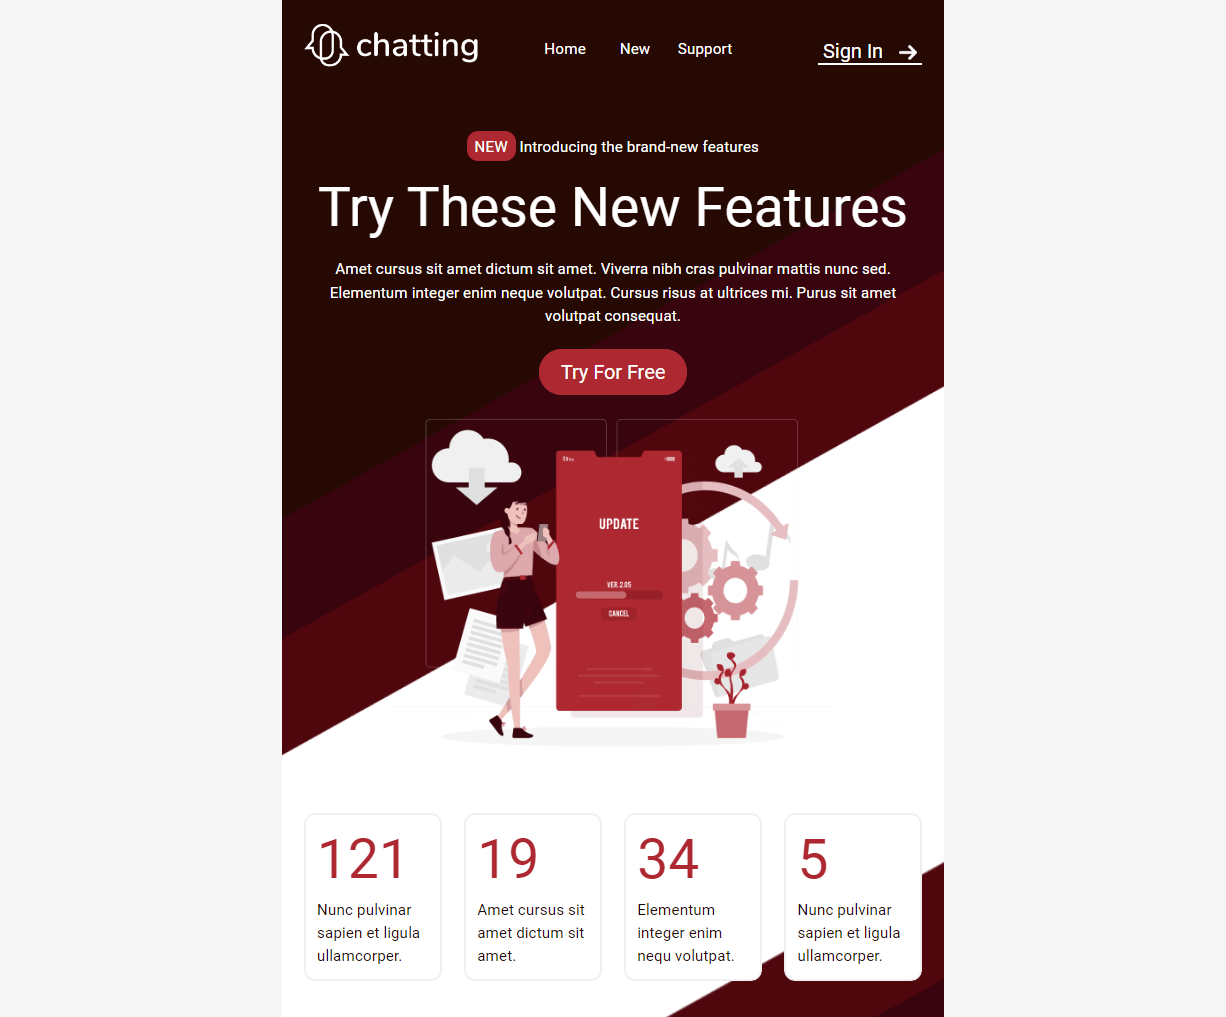 chatting
Home New Support
Sign In
NEW Introducing the brand-new features
Try These New Features
Amet cursus sit amet dictum sit amet. Viverra nibh cras pulvinar mattis nunc sed.
Elementum integer enim neque volutpat. Cursus risus at ultrices mi. Purus sit amet
volutpat consequat.
Try For Free
UPDATE
VER. 2.05
CANCEL
121
Nunc pulvinar
sapien et ligula
ullamcorper.
19
Amet cursus sit
amet dictum sit
amet.
34
Elementum
integer enim
nequ volutpat.
5
Nunc pulvinar
sapien et ligula
ullamcorper.